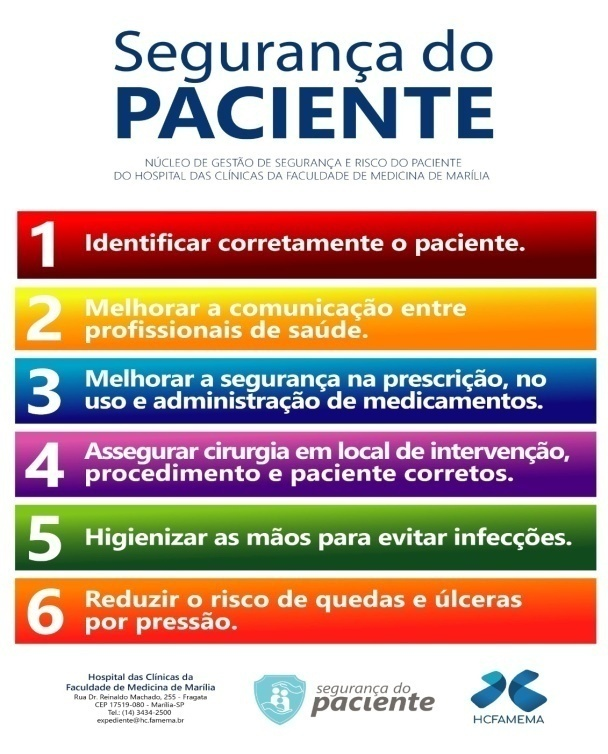 Segurança do
PACIENTE
NÚCLEO DE GESTÃO DE SEGURANÇA E RISCO DO PACIENTE
DO HOSPITAL DAS CLÍNICAS DA FACULDADE DE MEDICINA DE MARÍLIA
1 Identificar corretamente o paciente.
2 Melhorar a comunicação entre
profissionais de saúde.
3 Melhorar a segurança na prescrição, no
uso e administração de medicamentos.
4 Assegurar cirurgia em local de intervenção,
procedimento e paciente corretos.
5 Higienizar as mãos para evitar infecções.
6 Reduzir o risco de quedas e úlceras
por pressão.
Hospital das Clínicas da
Faculdade de Medicina de Marília
Rua Dr. Reinaldo Machado, 255 - Fragata
CEP 17519-080 - Marília-SP
Tel.: (14) 3434-2500
expediente@hc.famema.br
segurança do
paciente
HCFAMEMA